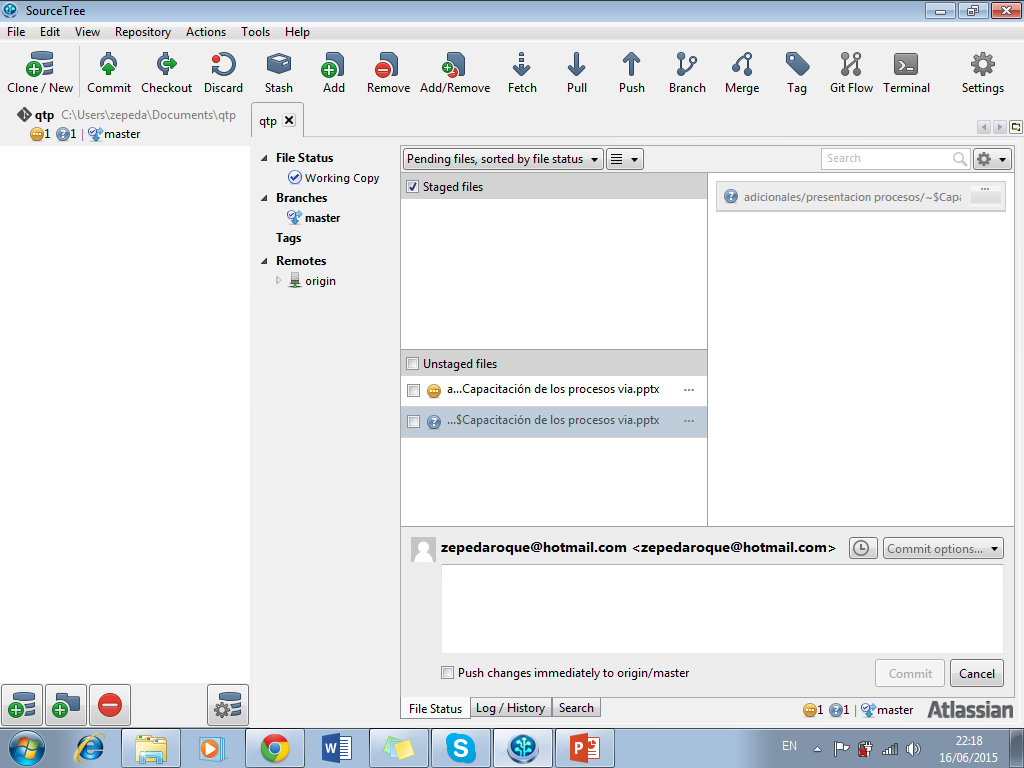 SourceTree
File Edit View Repository Actions Tools Help
Clone / New Commit Checkout Discard Stash Add Remove Add/Remove Fetch Pull Push Branch Merge Tag Git Flow Terminal Settings
qtp C:\Users\zepeda\Documents\qtp
1 1 | master
qtp
File Status
Working Copy
Branches
master
Tags
Remotes
origin
Pending files, sorted by file status
Search
Staged files
adicionales/presentacion procesos/~$Capa
...
Unstaged files
a...Capacitación de los procesos via.pptx ...
...$Capacitación de los procesos via.pptx ...
zepedaroque@hotmail.com <zepedaroque@hotmail.com>
Commit options...
Push changes immediately to origin/master
Commit Cancel
File Status Log / History Search
1 1 | master Atlassian
EN
22:18
16/06/2015